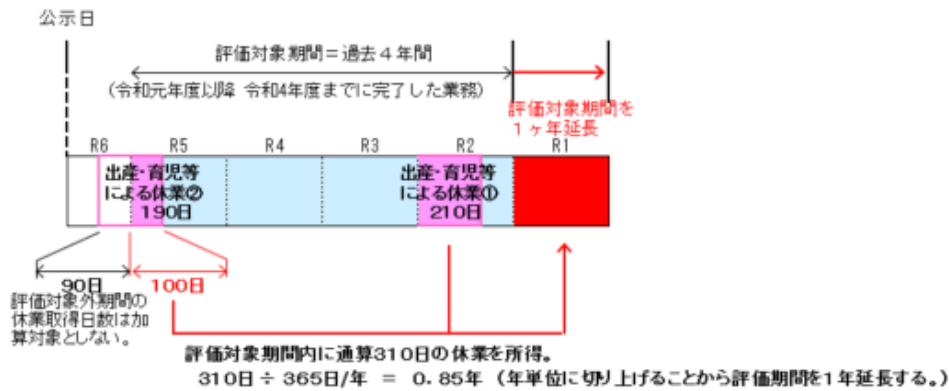 公示日
評価対象期間＝過去４年間
（令和元年度以降 令和4年度までに完了した業務）
評価対象期間を
１ヶ年延長
R6 R5 R4 R3 R2 R1
出産・育児等
による休業②
190日
出産・育児等
による休業①
210日
90日
100日
評価対象外期間の
休業取得日数は加
算対象としない。
評価対象期間内に通算310日の休業を所得。
310日 ÷ 365日/年 ＝ 0.85年（年単位に切り上げることから評価期間を1年延長する。）